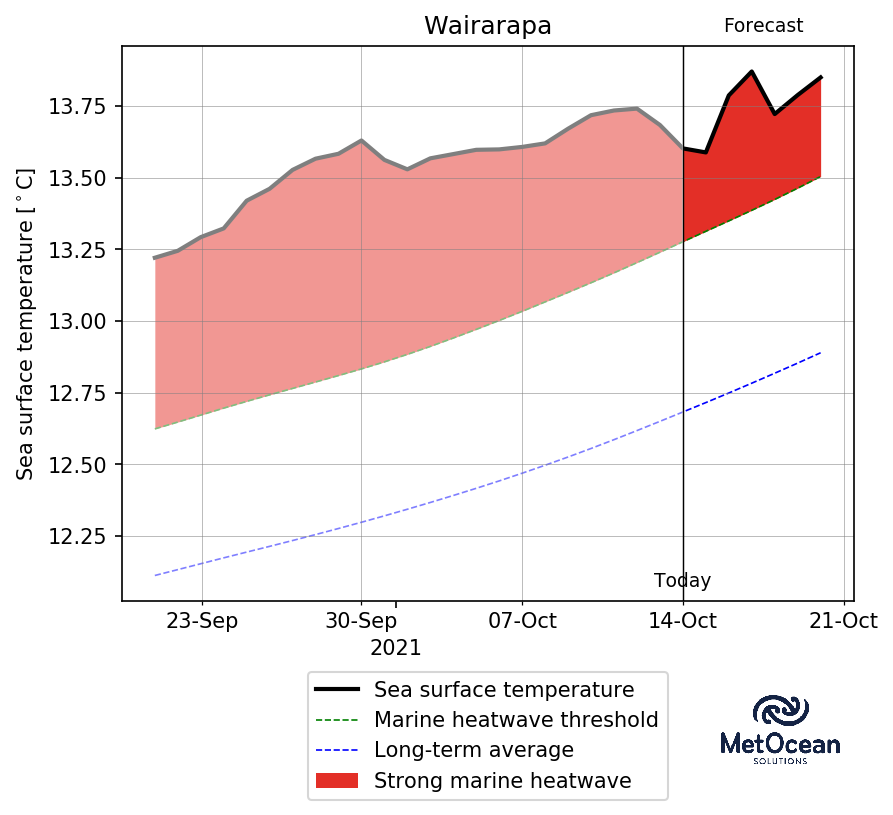 Wairarapa
Forecast
Sea surface temperature [°C]
13.75
13.50
13.25
13.00
12.75
12.50
12.25
Today
23-Sep 30-Sep 07-Oct 14-Oct 21-Oct
2021
Sea surface temperature
Marine heatwave threshold
Long-term average
Strong marine heatwave
MetOcean
SOLUTIONS